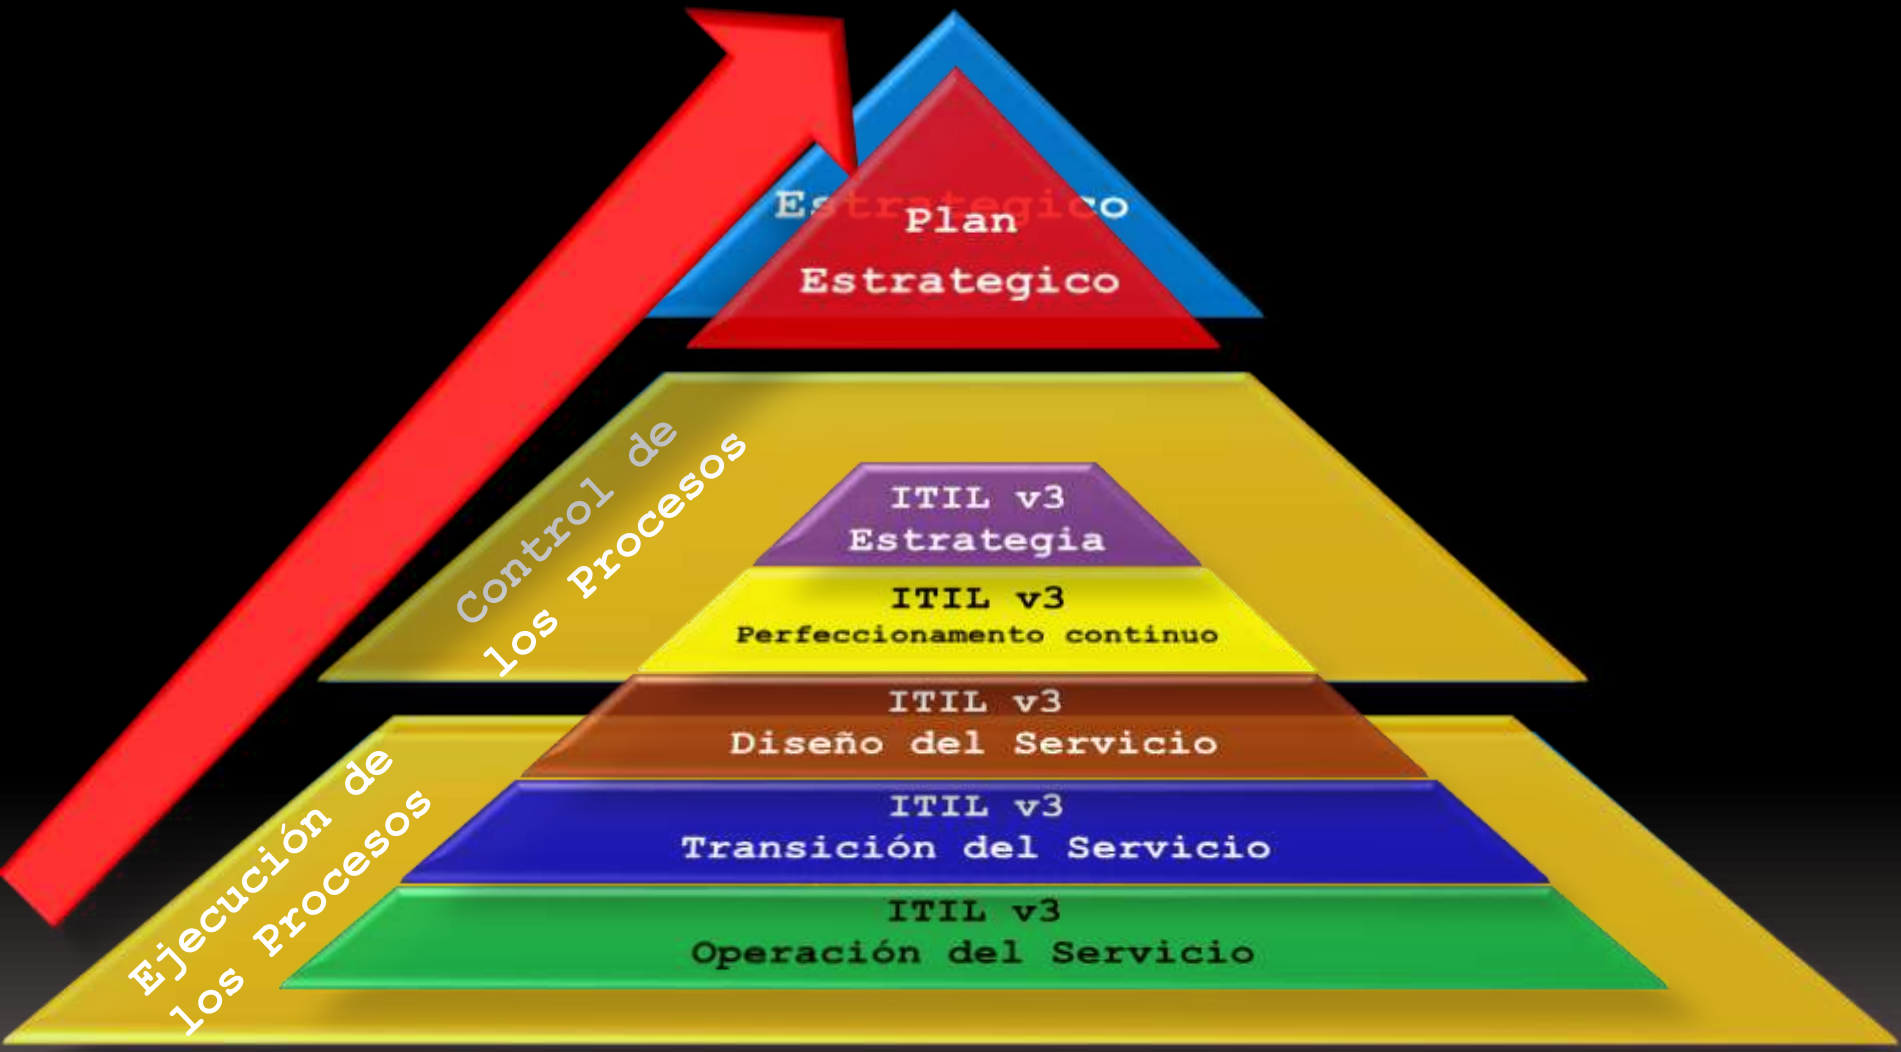 Estrategico
Plan
Estrategico
Control de
los Procesos
ITIL v3
Estrategia
ITIL v3
Perfeccionamento continuo
ITIL v3
Diseño del Servicio
ITIL v3
Transición del Servicio
ITIL v3
Operación del Servicio
Ejecución de
los Procesos